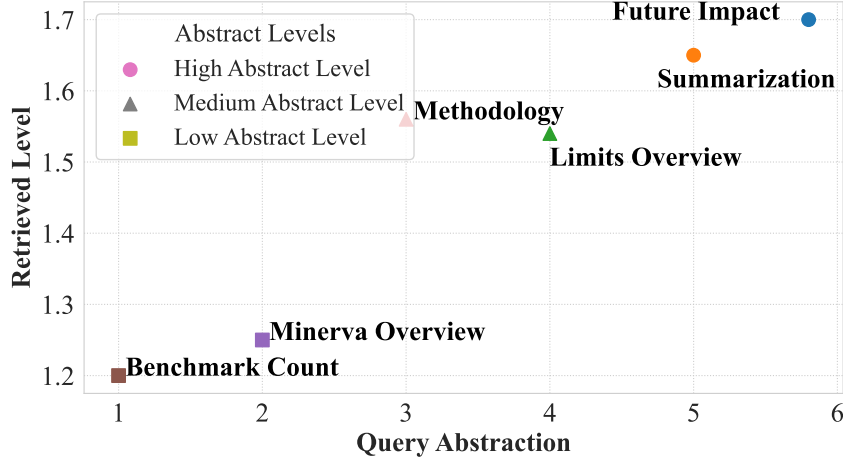 Retrieved Level
1.7
1.6
1.5
1.4
1.3
1.2
Abstract Levels
High Abstract Level
Medium Abstract Level
Low Abstract Level
Future Impact
Summarization
Methodology
Limits Overview
Minerva Overview
Benchmark Count
1 2 3 4 5 6
Query Abstraction